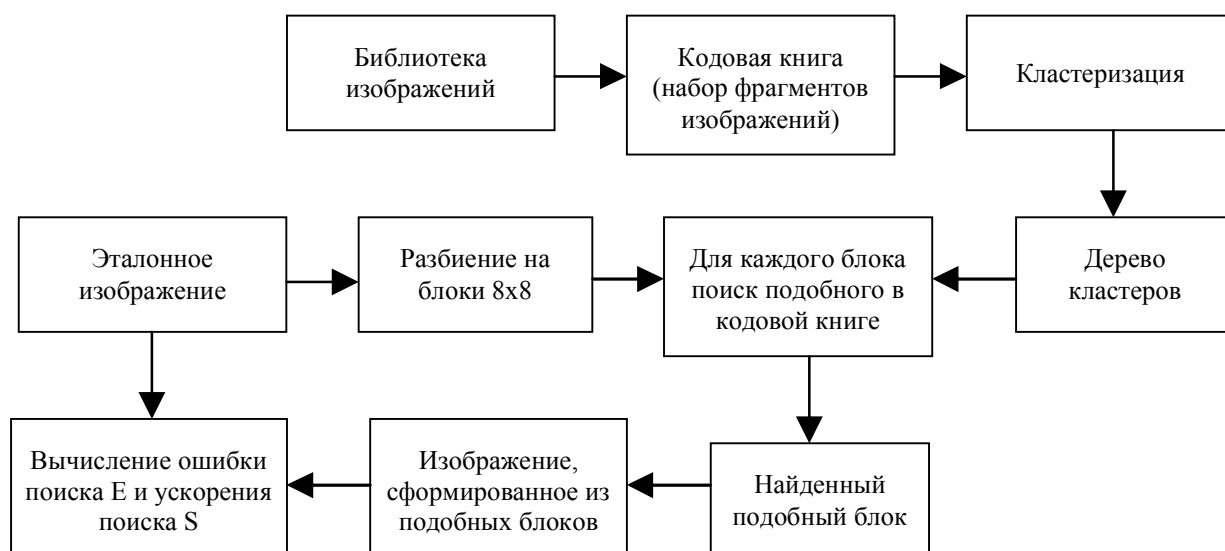 Библиотека
изображений
Кодовая книга
(набор фрагментов
изображений)
Кластеризация
Эталонное
изображение
Разбиение на
блоки 8x8
Для каждого блока
поиск подобного в
кодовой книге
Дерево
кластеров
Вычисление ошибки
поиска E и ускорения
поиска S
Изображение,
сформированное из
подобных блоков
Найденный
подобный блок